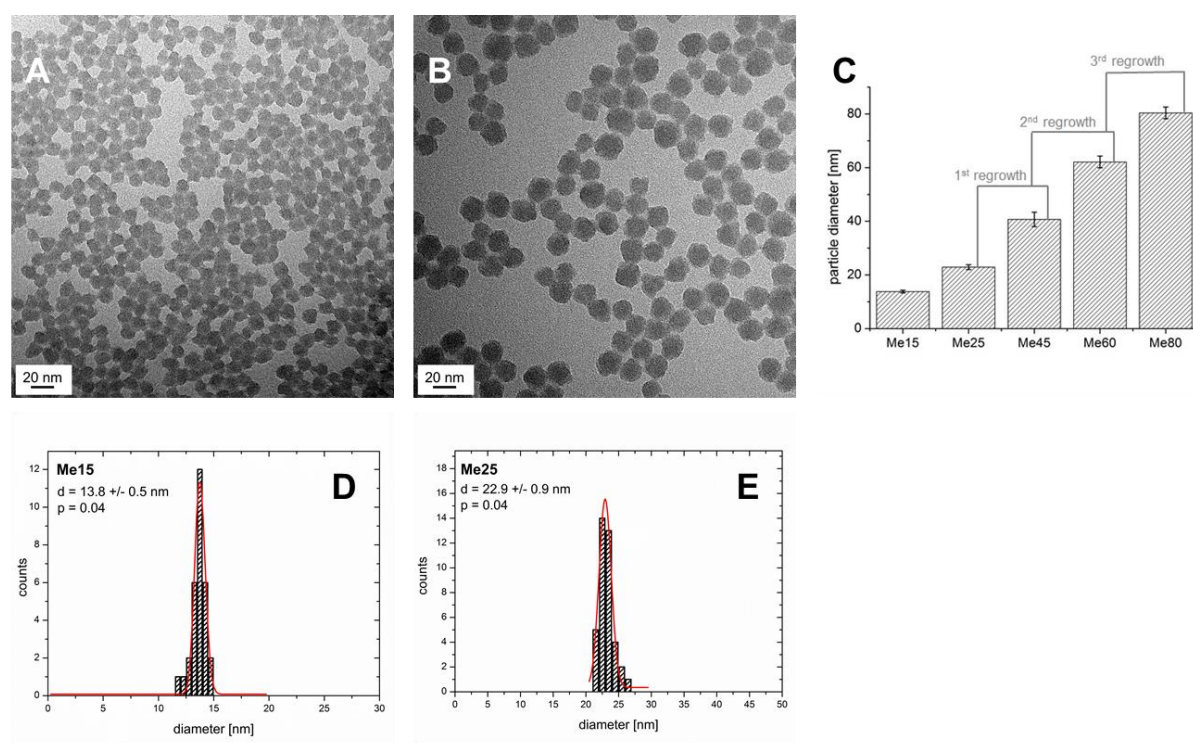 A
20 nm
B
20 nm
C
3rd regrowth
2nd regrowth
1st regrowth
particle diameter [nm]
80
60
40
20
0
Me15 Me25 Me45 Me60 Me80
Me15
d = 13.8 +/- 0.5 nm
p = 0.04
D
counts
12
10
8
6
4
2
0
0 5 10 15 20 25 30
diameter [nm]
Me25
d = 22.9 +/- 0.9 nm
p = 0.04
E
counts
18
16
14
12
10
8
6
4
2
0
0 5 10 15 20 25 30 35 40 45 50
diameter [nm]